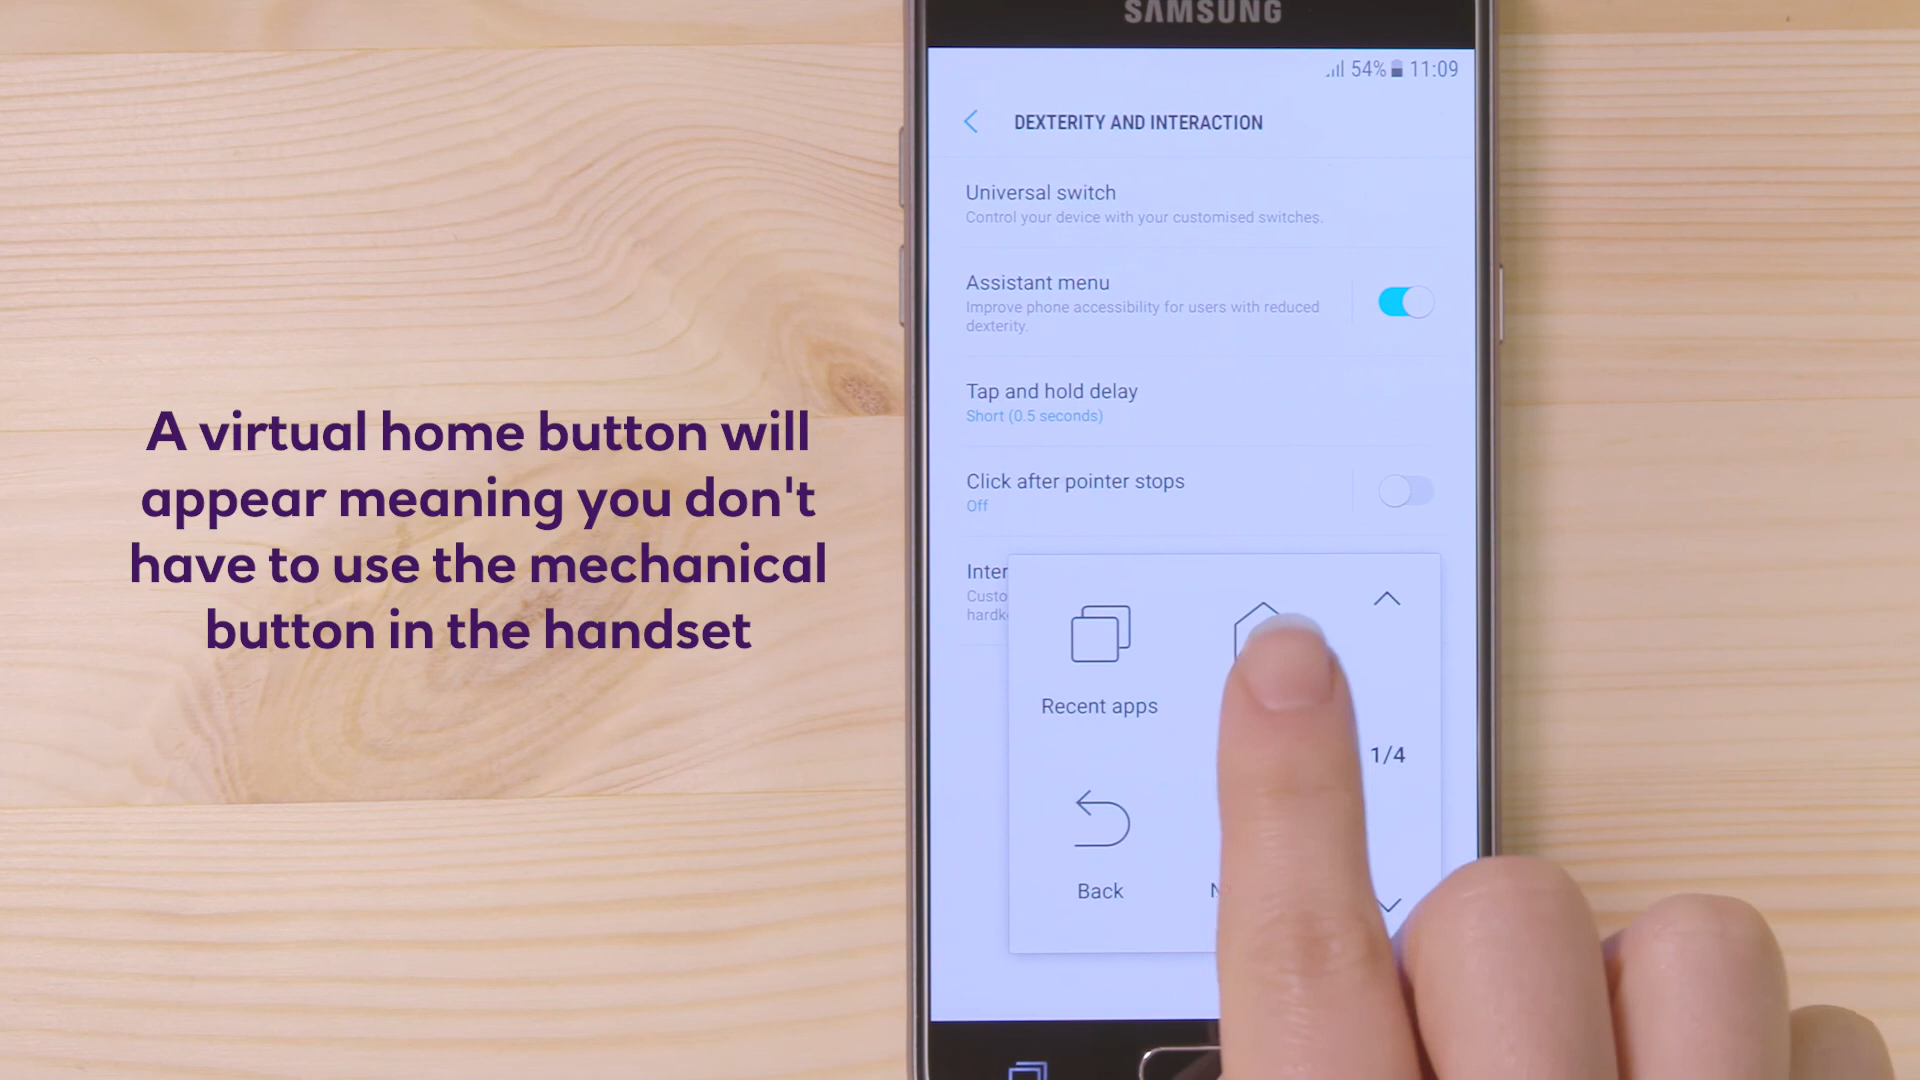 A virtual home button will
appear meaning you don't
have to use the mechanical
button in the handset
SAMSUNG
54% 11:09
DEXTERITY AND INTERACTION
Universal switch
Control your device with your customised switches.
Assistant menu
Improve phone accessibility for users with reduced
dexterity.
Tap and hold delay
Short (0.5 seconds)
Click after pointer stops
Off
Recent apps
1/4
Back